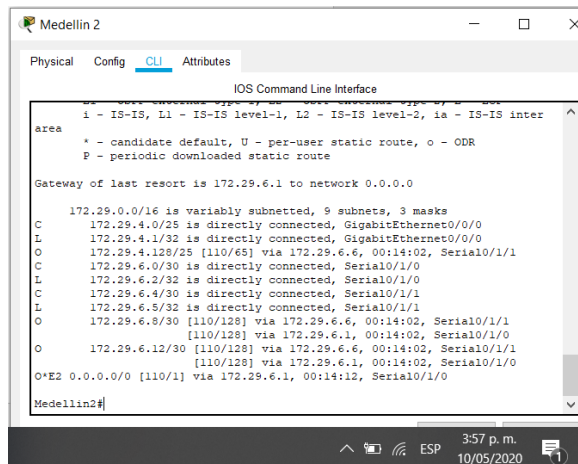 Medellin 2
Physical Config CLI Attributes
IOS Command Line Interface
i - IS-IS, L1 - IS-IS level-1, L2 - IS-IS level-2, ia - IS-IS inter
area
* - candidate default, U - per-user static route, o - ODR
P - periodic downloaded static route
Gateway of last resort is 172.29.6.1 to network 0.0.0.0
172.29.0.0/16 is variably subnetted, 9 subnets, 3 masks
C 172.29.4.0/25 is directly connected, GigabitEthernet0/0/0
L 172.29.4.1/32 is directly connected, GigabitEthernet0/0/0
O 172.29.4.128/25 [110/65] via 172.29.6.6, 00:14:02, Serial0/1/1
C 172.29.6.0/30 is directly connected, Serial0/1/0
L 172.29.6.2/32 is directly connected, Serial0/1/0
C 172.29.6.4/30 is directly connected, Serial0/1/1
L 172.29.6.5/32 is directly connected, Serial0/1/1
O 172.29.6.8/30 [110/128] via 172.29.6.6, 00:14:02, Serial0/1/1
[110/128] via 172.29.6.1, 00:14:02, Serial0/1/0
O 172.29.6.12/30 [110/128] via 172.29.6.6, 00:14:02, Serial0/1/1
[110/128] via 172.29.6.1, 00:14:02, Serial0/1/0
O*E2 0.0.0.0/0 [110/1] via 172.29.6.1, 00:14:12, Serial0/1/0
Medellin2#
ESP
3:57 p. m.
10/05/2020
1